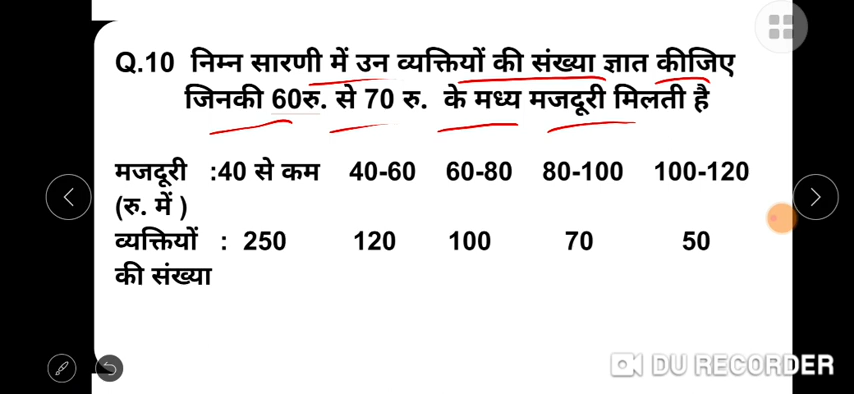 Q.10 निम्न सारणी में उन व्यक्तियों की संख्या ज्ञात कीजिए
जिनकी 60रु. से 70 रु. के मध्य मजदूरी मिलती है
मजदूरी :40 से कम 40-60 60-80 80-100 100-120
(रु. में )
व्यक्तियों : 250 120 100 70 50
की संख्या
DU RECORDER